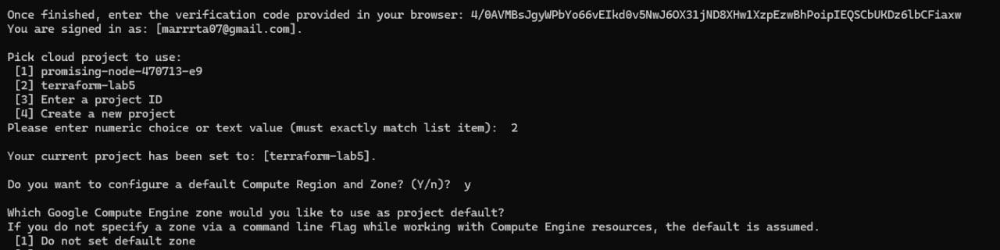 Once finished, enter the verification code provided in your browser: 4/0AVMBsJgyWPbYo66vEIkd0v5NwJ6OX31jND8XHw1XzpEzwBhPoipIEQSCbUKDz6lbCFiaxw
You are signed in as: [marrrta07@gmail.com].
Pick cloud project to use:
[1] promising-node-470713-e9
[2] terraform-lab5
[3] Enter a project ID
[4] Create a new project
Please enter numeric choice or text value (must exactly match list item):  2
Your current project has been set to: [terraform-lab5].
Do you want to configure a default Compute Region and Zone? (Y/n)?  y
Which Google Compute Engine zone would you like to use as project default?
If you do not specify a zone via a command line flag while working with Compute Engine resources, the default is assumed.
[1] Do not set default zone